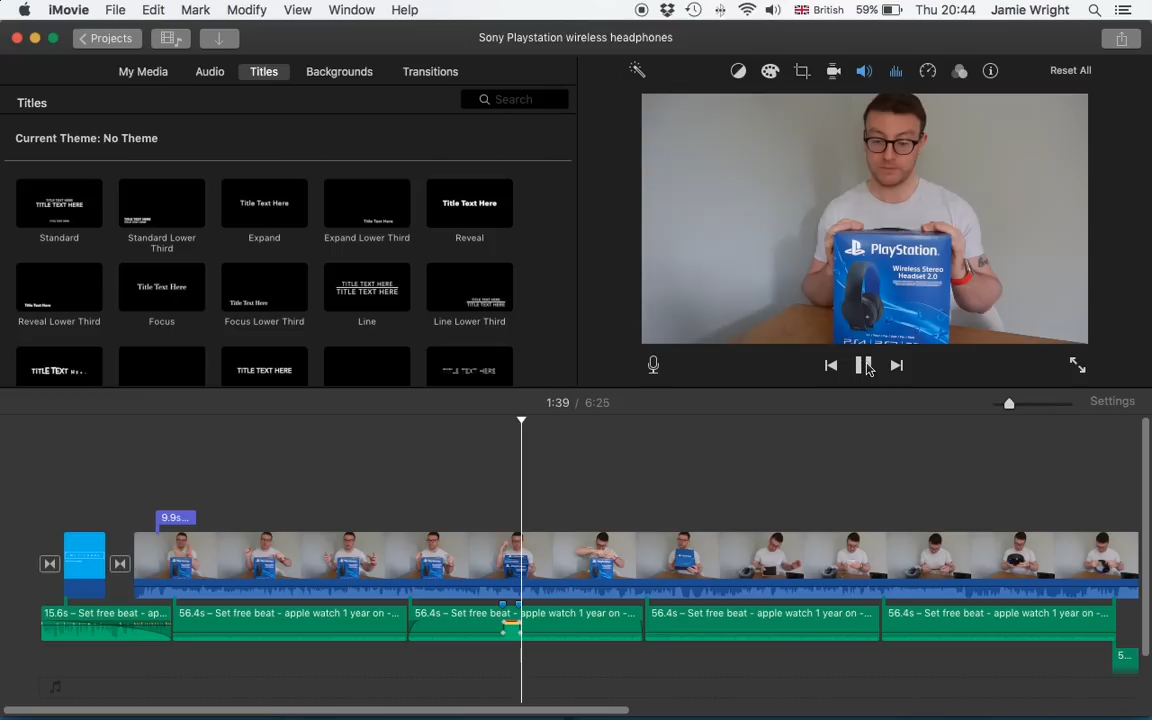 iMovie File Edit Mark Modify View Window Help British 59% Thu 20:44 Jamie Wright
Projects Sony Playstation wireless headphones
My Media Audio Titles Backgrounds Transitions Reset All
Titles Search
Current Theme: No Theme
TITLE TEXT HERE
TITLE TEXT HERE
Title Text Here
Title Text Here
Standard
Standard Lower
Third
Expand
Expand Lower Third
Reveal
Title Text Here
Title Text Here
TITLE TEXT HERE
TITLE TEXT HERE
Reveal Lower Third
Focus
Focus Lower Third
Line
Line Lower Third
TITLE TEXT
TITLE TEXT HERE
PlayStation.
Wireless Stereo
Headset 2.0
1:39 / 6:25 Settings
9.9s...
15.6s – Set free beat - ap...
56.4s – Set free beat - apple watch 1 year on -...
56.4s – Set free beat - apple watch 1 year on -...
56.4s – Set free beat - apple watch 1 year on -...
56.4s – Set free beat - apple watch 1 year on -...
5...